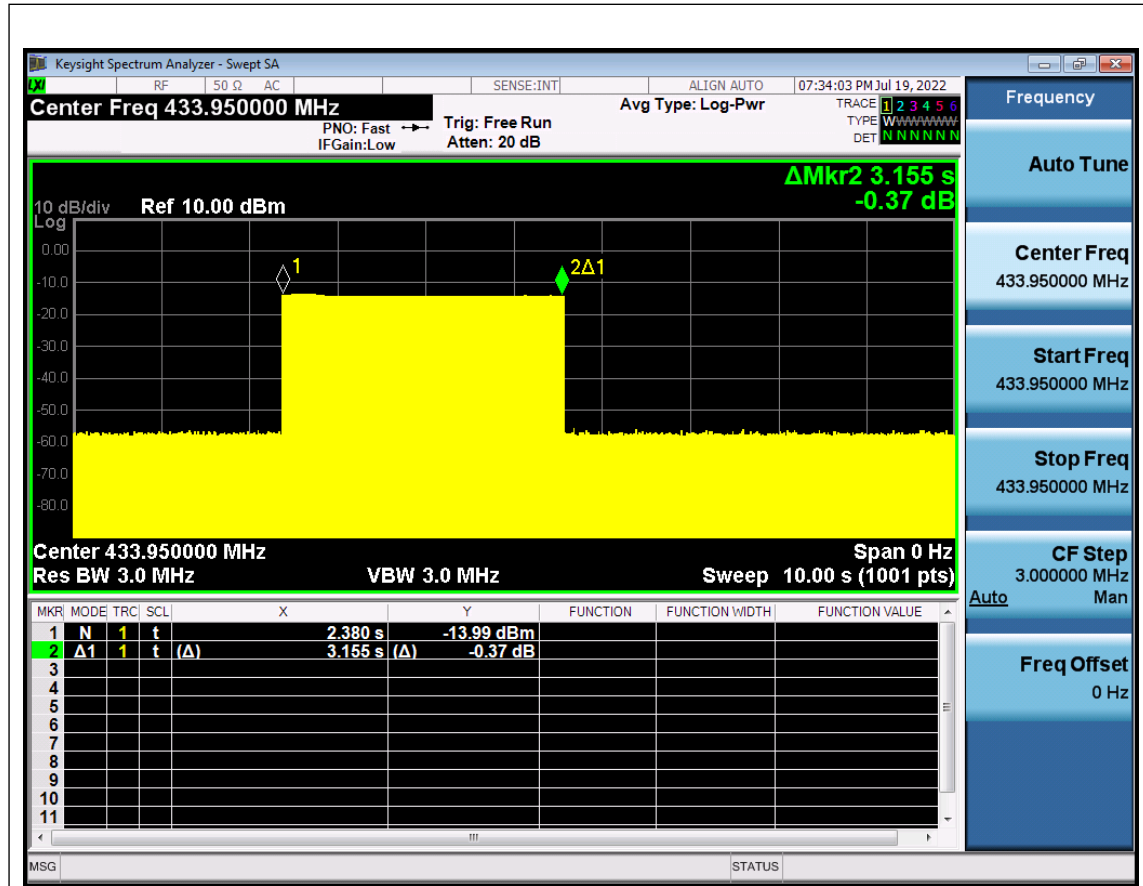 Keysight Spectrum Analyzer - Swept SA
LXI RF 50 Ω AC SENSE:INT ALIGN AUTO 07:34:03 PM Jul 19, 2022
Center Freq 433.950000 MHz
PNO: Fast
IFGain:Low
Trig: Free Run
Atten: 20 dB
Avg Type: Log-Pwr
TRACE 1 2 3 4 5 6
TYPE WWWWWWWW
DET N N N N N N
ΔMkr2 3.155 s
-0.37 dB
10 dB/div Ref 10.00 dBm
Log
0.00
-10.0
-20.0
-30.0
-40.0
-50.0
-60.0
-70.0
-80.0
1
2Δ1
Center 433.950000 MHz Span 0 Hz
Res BW 3.0 MHz VBW 3.0 MHz Sweep 10.00 s (1001 pts)
MKR MODE TRC SCL X Y FUNCTION FUNCTION WIDTH FUNCTION VALUE
1 N 1 t 2.380 s -13.99 dBm
2 Δ1 1 t (Δ) 3.155 s (Δ) -0.37 dB
3
4
5
6
7
8
9
10
11
MSG STATUS
Frequency
Auto Tune
Center Freq
433.950000 MHz
Start Freq
433.950000 MHz
Stop Freq
433.950000 MHz
CF Step
3.000000 MHz
Auto Man
Freq Offset
0 Hz